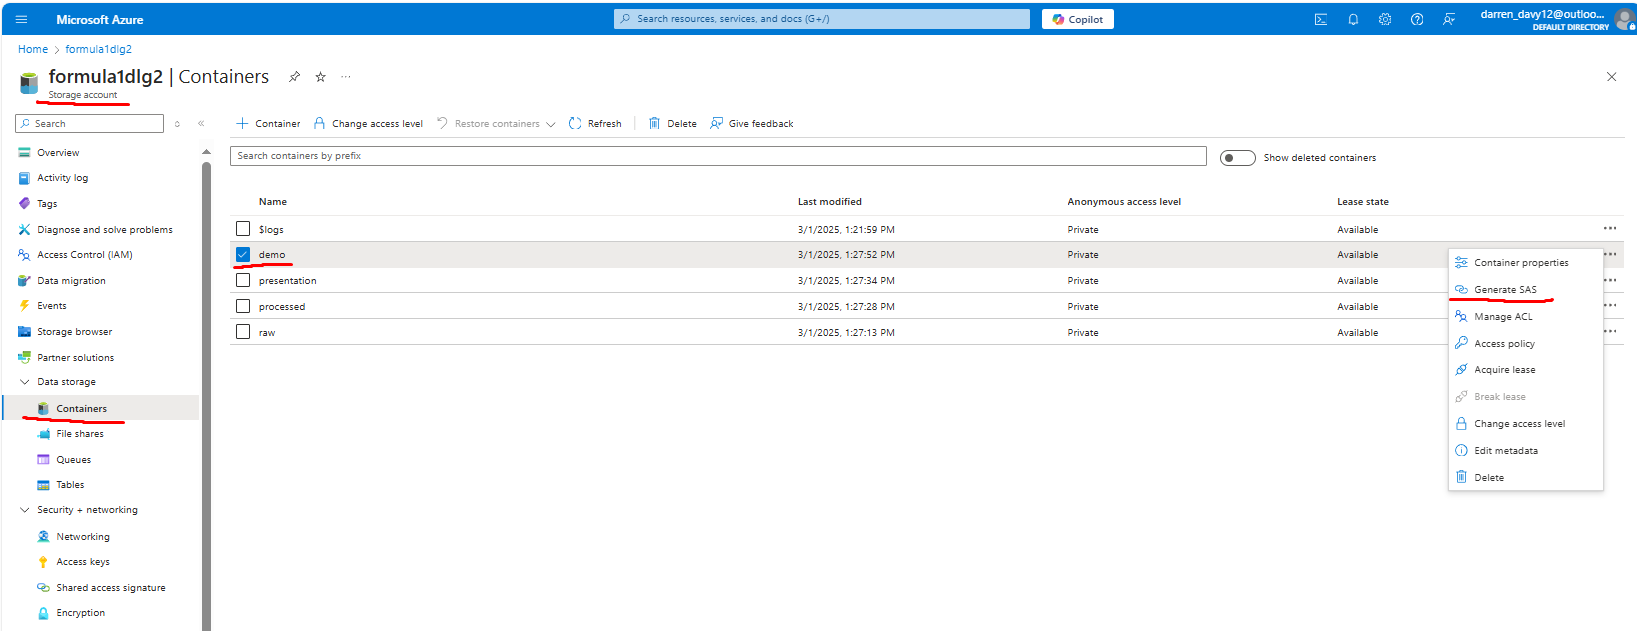 Microsoft Azure
Search resources, services, and docs (G+/)
Copilot
darren_davy12@outloo...
DEFAULT DIRECTORY
Home > formula1dlg2
formula1dlg2 | Containers
...
Storage account
Search
Container
Change access level
Restore containers
Refresh
Delete
Give feedback
Search containers by prefix
Show deleted containers
Overview
Activity log
Tags
Diagnose and solve problems
Access Control (IAM)
Data migration
Events
Storage browser
Partner solutions
Data storage
Containers
File shares
Queues
Tables
Security + networking
Networking
Access keys
Shared access signature
Encryption
Name Last modified Anonymous access level Lease state
$logs 3/1/2025, 1:21:59 PM Private Available
demo 3/1/2025, 1:27:52 PM Private Available
presentation 3/1/2025, 1:27:34 PM Private Available
processed 3/1/2025, 1:27:28 PM Private Available
raw 3/1/2025, 1:27:13 PM Private Available
Container properties
Generate SAS
Manage ACL
Access policy
Acquire lease
Break lease
Change access level
Edit metadata
Delete